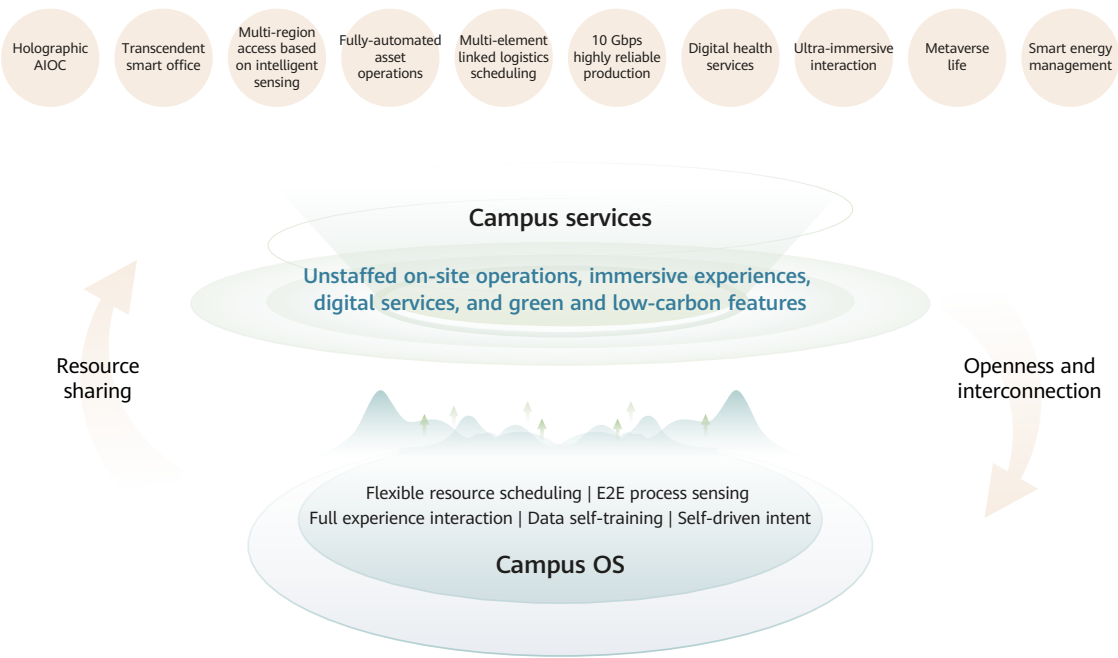 Holographic
AIOC
Transcendent
smart office
Multi-region
access based
on intelligent
sensing
Fully-automated
asset
operations
Multi-element
linked logistics
scheduling
10 Gbps
highly reliable
production
Digital health
services
Ultra-immersive
interaction
Metaverse
life
Smart energy
management
Campus services
Unstaffed on-site operations, immersive experiences,
digital services, and green and low-carbon features
Resource
sharing
Openness and
interconnection
Flexible resource scheduling | E2E process sensing
Full experience interaction | Data self-training | Self-driven intent
Campus OS